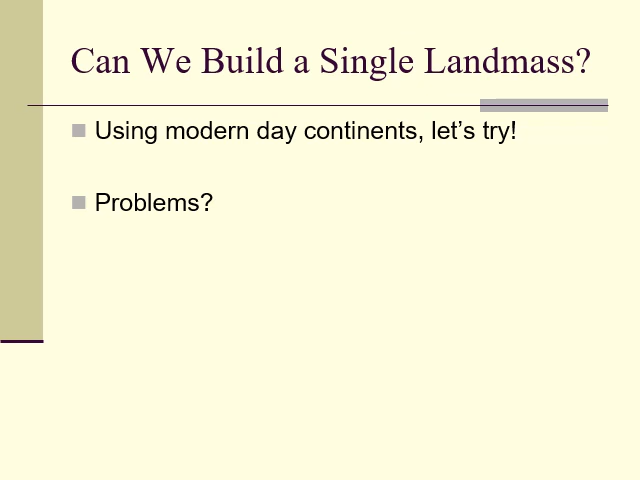 Can We Build a Single Landmass?
Using modern day continents, let’s try!
Problems?